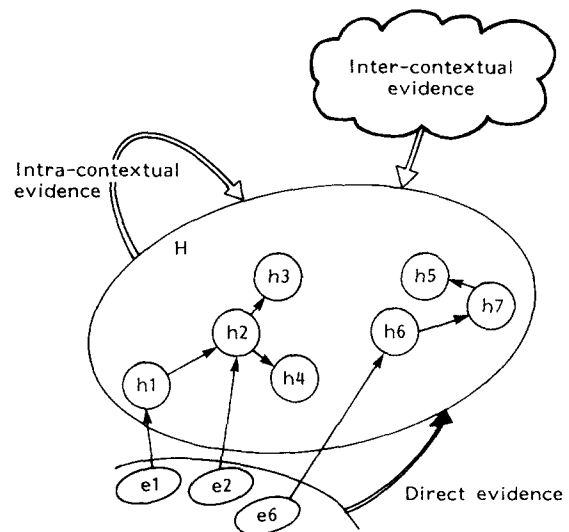 Inter-contextual
evidence
Intra-contextual
evidence
H
h3
h5
h7
h2
h6
h4
h1
e1
e2
e6
Direct evidence